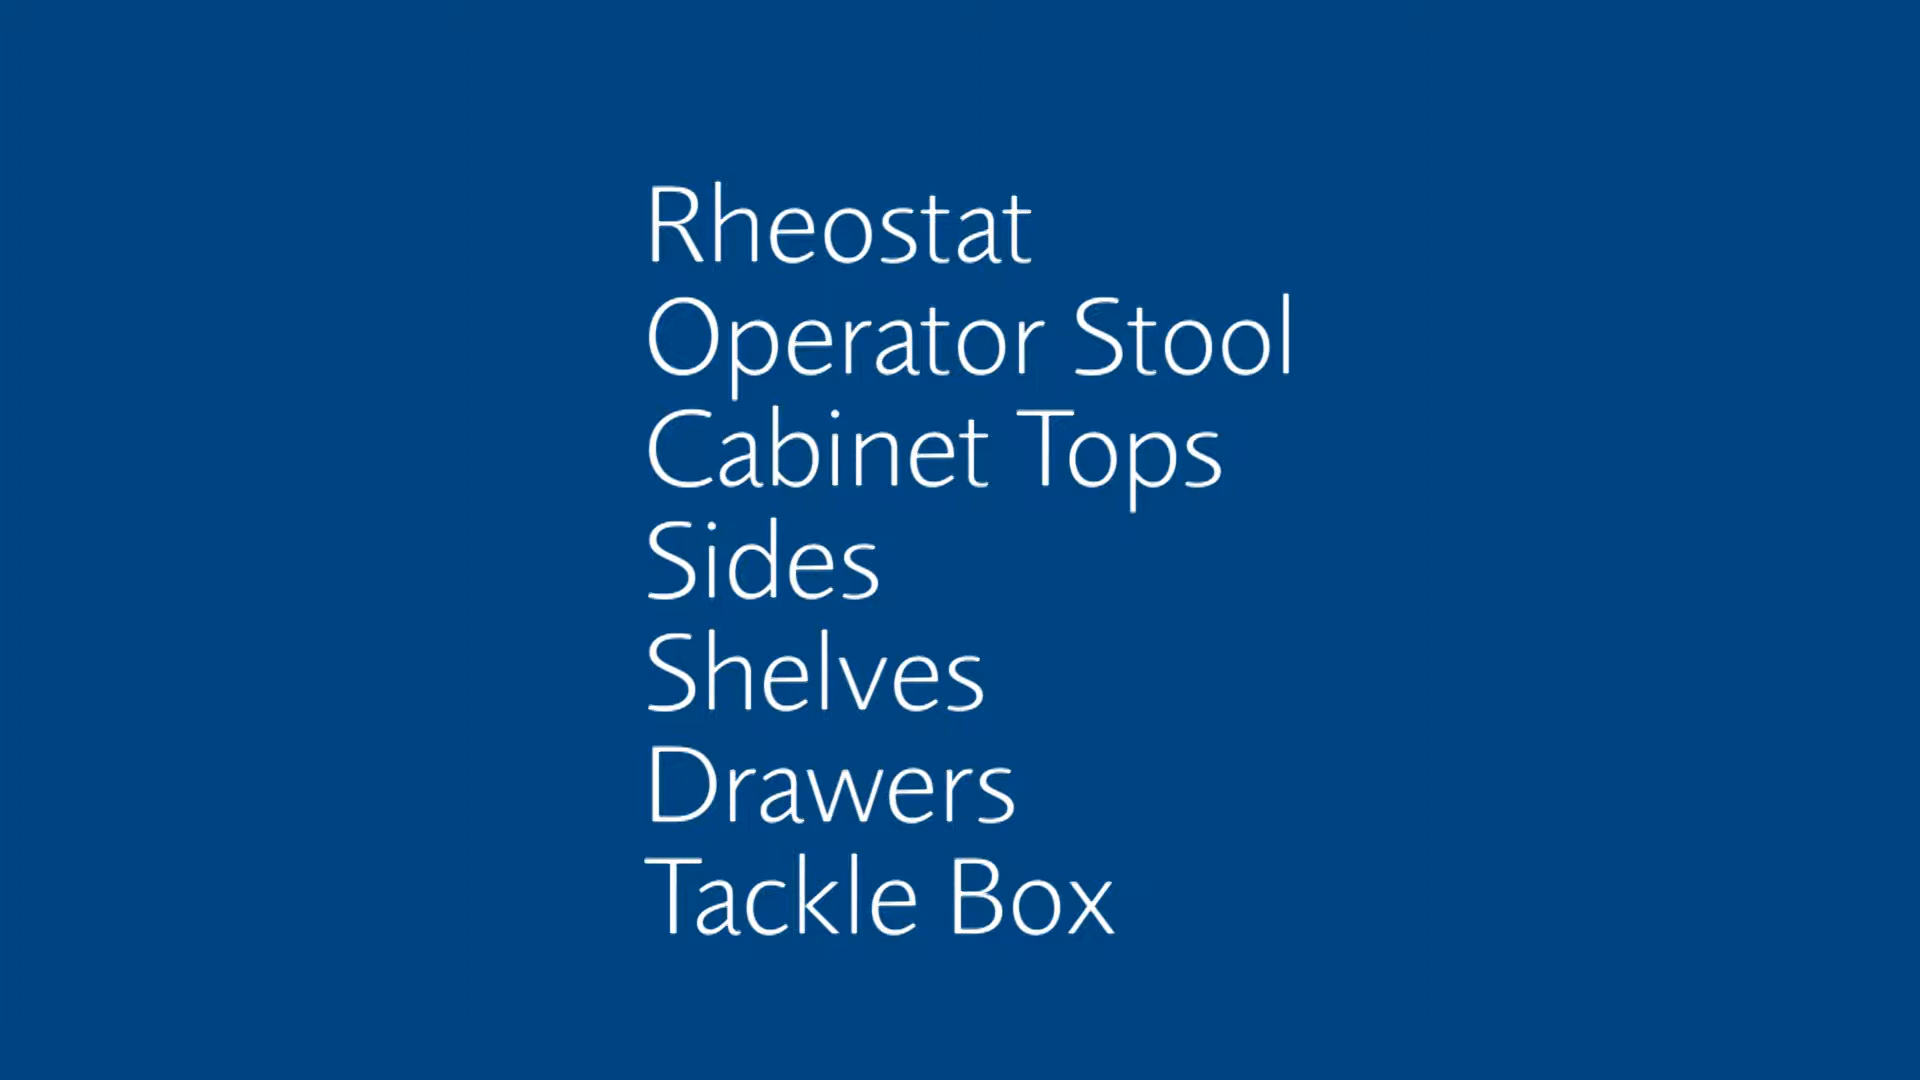 Rheostat
Operator Stool
Cabinet Tops
Sides
Shelves
Drawers
Tackle Box